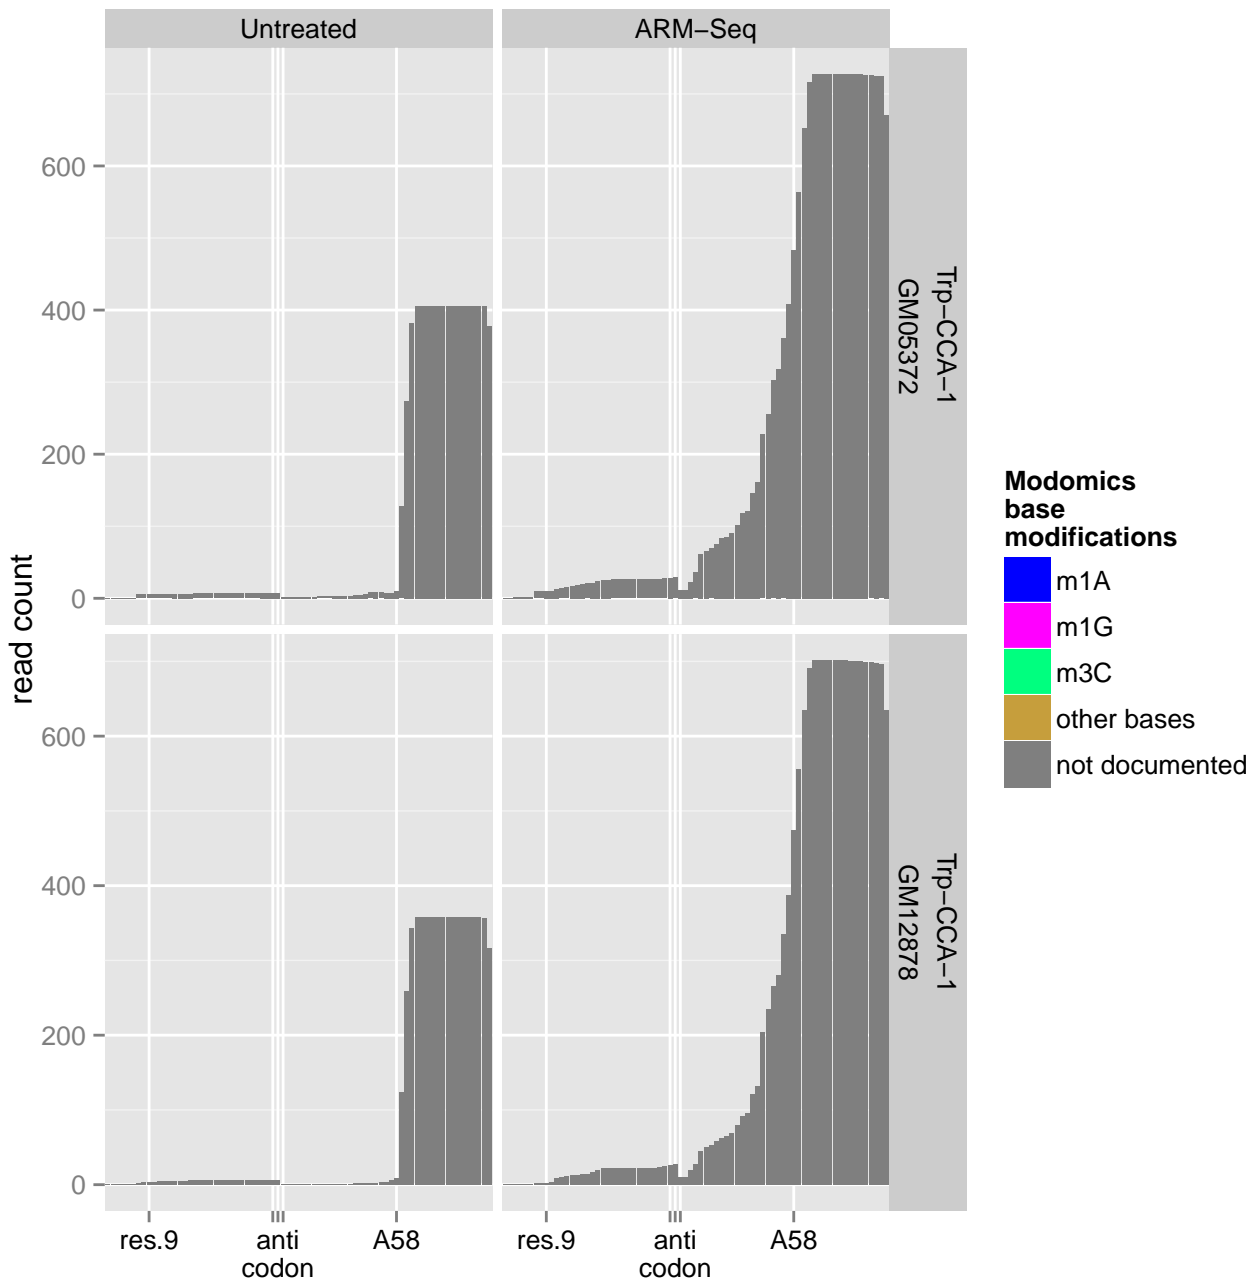 Untreated
ARM−Seq
600
400
200
0
Trp−CCA−1
GM05372
read count
600
400
200
0
Trp−CCA−1
GM12878
res.9
anti
codon
A58
res.9
anti
codon
A58
Modomics
base
modifications
m1A
m1G
m3C
other bases
not documented